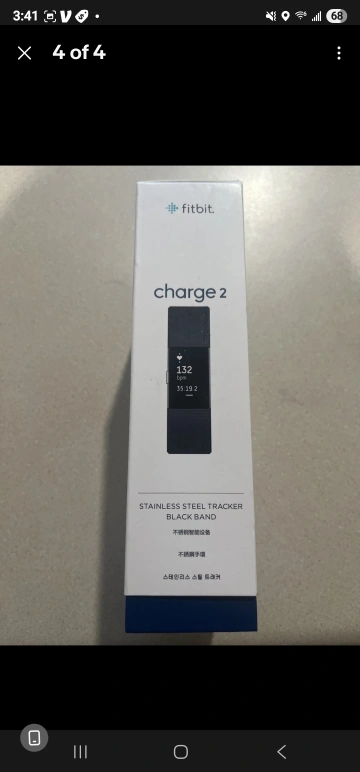 3:41
68
4 of 4
fitbit.
charge 2
132
bpm
35:19.2
STAINLESS STEEL TRACKER
BLACK BAND
不锈钢智能设备
不銹鋼手環
스테인리스 스틸 트래커